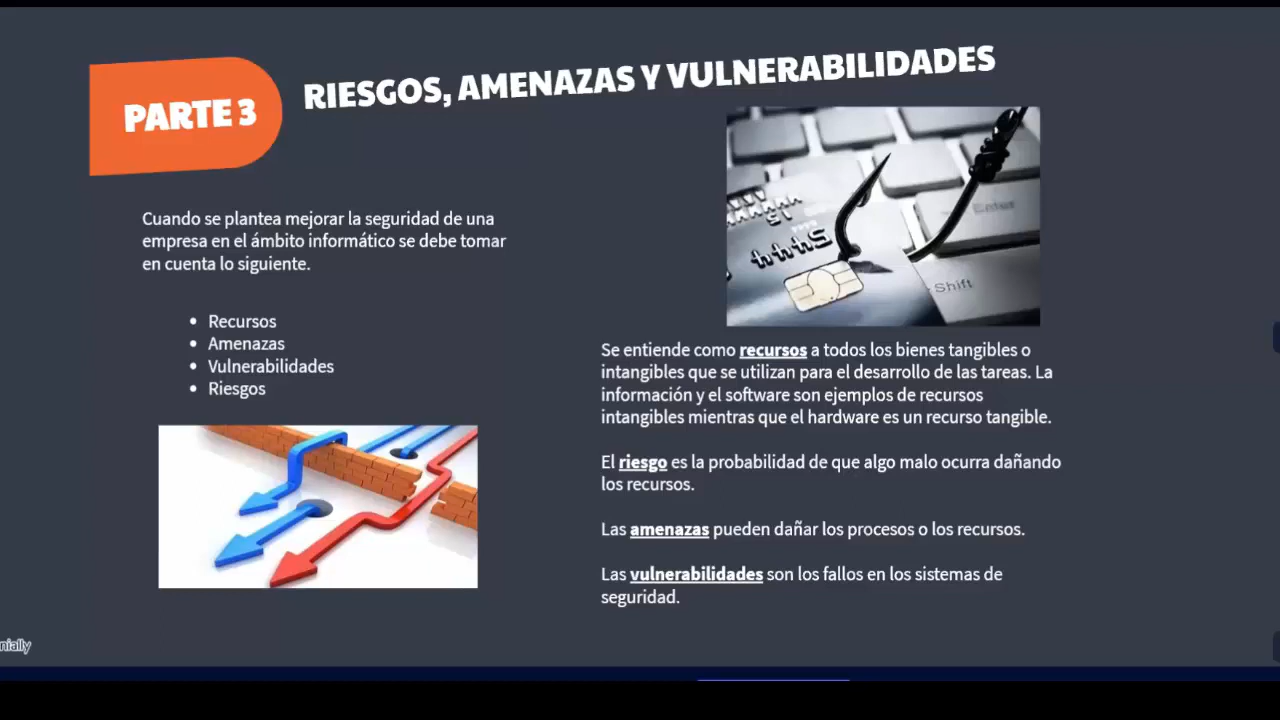 PARTE 3
RIESGOS, AMENAZAS Y VULNERABILIDADES
Cuando se plantea mejorar la seguridad de una
empresa en el ámbito informático se debe tomar
en cuenta lo siguiente.
• Recursos
• Amenazas
• Vulnerabilidades
• Riesgos
5444
Enter
Shift
Se entiende como recursos a todos los bienes tangibles o
intangibles que se utilizan para el desarrollo de las tareas. La
información y el software son ejemplos de recursos
intangibles mientras que el hardware es un recurso tangible.
El riesgo es la probabilidad de que algo malo ocurra dañando
los recursos.
Las amenazas pueden dañar los procesos o los recursos.
Las vulnerabilidades son los fallos en los sistemas de
seguridad.
nially